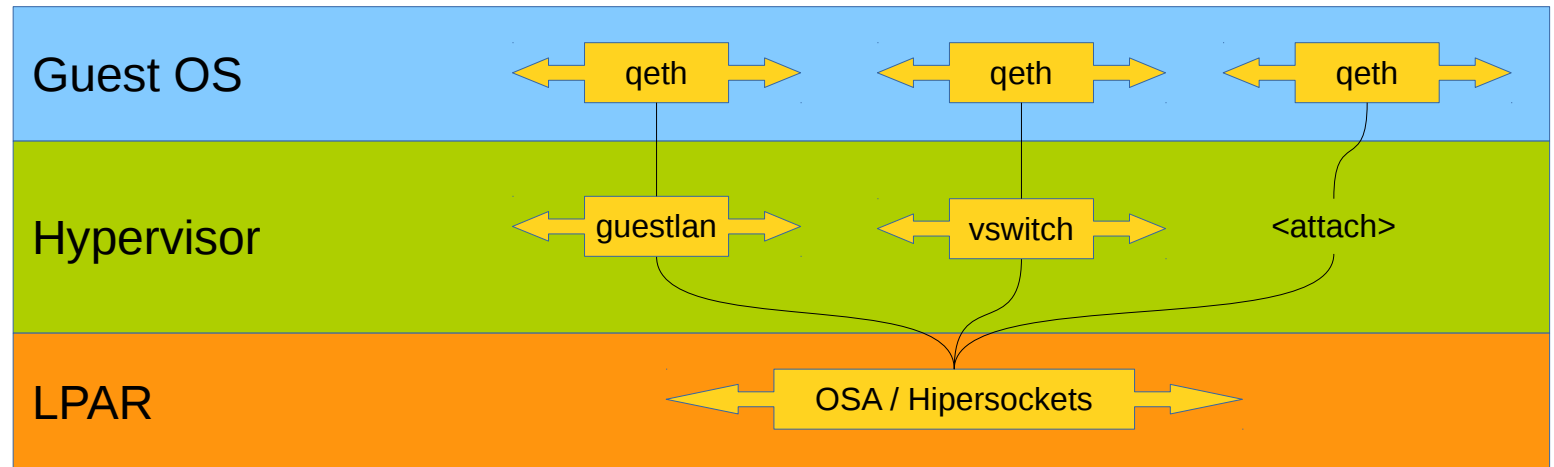 Guest OS
qeth
qeth
qeth
Hypervisor
guestlan
vswitch
<attach>
LPAR
OSA / Hipersockets